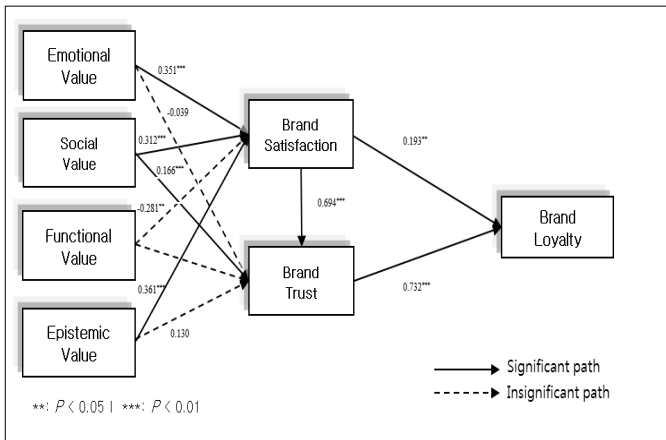 Emotional
Value
0.351***
-0.039
Brand
Satisfaction
0.193**
Social
Value
0.312***
0.166***
0.694***
Brand
Loyalty
Functional
Value
-0.281**
Brand
Trust
0.732***
0.361***
Epistemic
Value
0.130
Significant path
Insignificant path
**: P < 0.05 | ***: P < 0.01